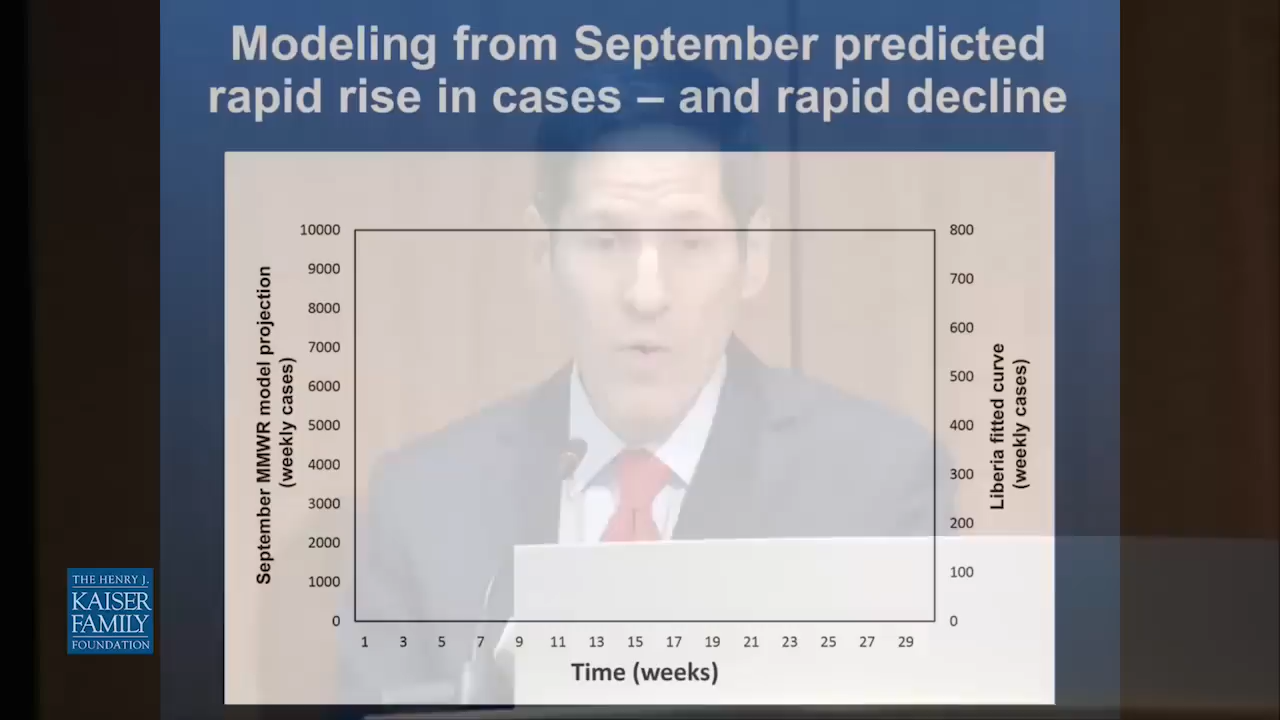 Modeling from September predicted
rapid rise in cases – and rapid decline
September MMWR model projection
(weekly cases)
10000
9000
8000
7000
6000
5000
4000
3000
2000
1000
0
800
700
600
500
400
300
200
100
0
Liberia fitted curve
(weekly cases)
1 3 5 7 9 11 13 15 17 19 21 23 25 27 29
Time (weeks)
THE HENRY J.
KAISER
FAMILY
FOUNDATION